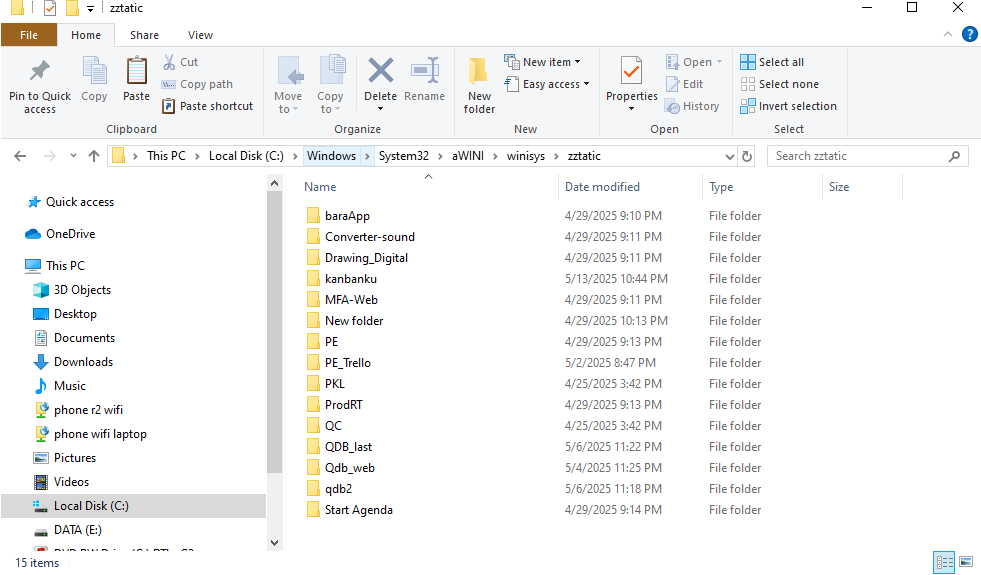 zztatic
File Home Share View
Pin to Quick access
Copy
Paste
Cut
Copy path
Paste shortcut
Clipboard
Move to
Copy to
Delete
Rename
Organize
New folder
New item
Easy access
New
Properties
Open
Edit
History
Open
Select all
Select none
Invert selection
Select
This PC > Local Disk (C:) > Windows > System32 > aWINI > winisys > zztatic
Search zztatic
Quick access
OneDrive
This PC
3D Objects
Desktop
Documents
Downloads
Music
phone r2 wifi
phone wifi laptop
Pictures
Videos
Local Disk (C:)
DATA (E:)
Name Date modified Type Size
baraApp 4/29/2025 9:10 PM File folder
Converter-sound 4/29/2025 9:11 PM File folder
Drawing_Digital 4/29/2025 9:11 PM File folder
kanbanku 5/13/2025 10:44 PM File folder
MFA-Web 4/29/2025 9:11 PM File folder
New folder 4/29/2025 10:13 PM File folder
PE 4/29/2025 9:13 PM File folder
PE_Trello 5/2/2025 8:47 PM File folder
PKL 4/25/2025 3:42 PM File folder
ProdRT 4/29/2025 9:13 PM File folder
QC 4/25/2025 3:42 PM File folder
QDB_last 5/6/2025 11:22 PM File folder
Qdb_web 5/4/2025 11:25 PM File folder
qdb2 5/6/2025 11:18 PM File folder
Start Agenda 4/29/2025 9:14 PM File folder
15 items